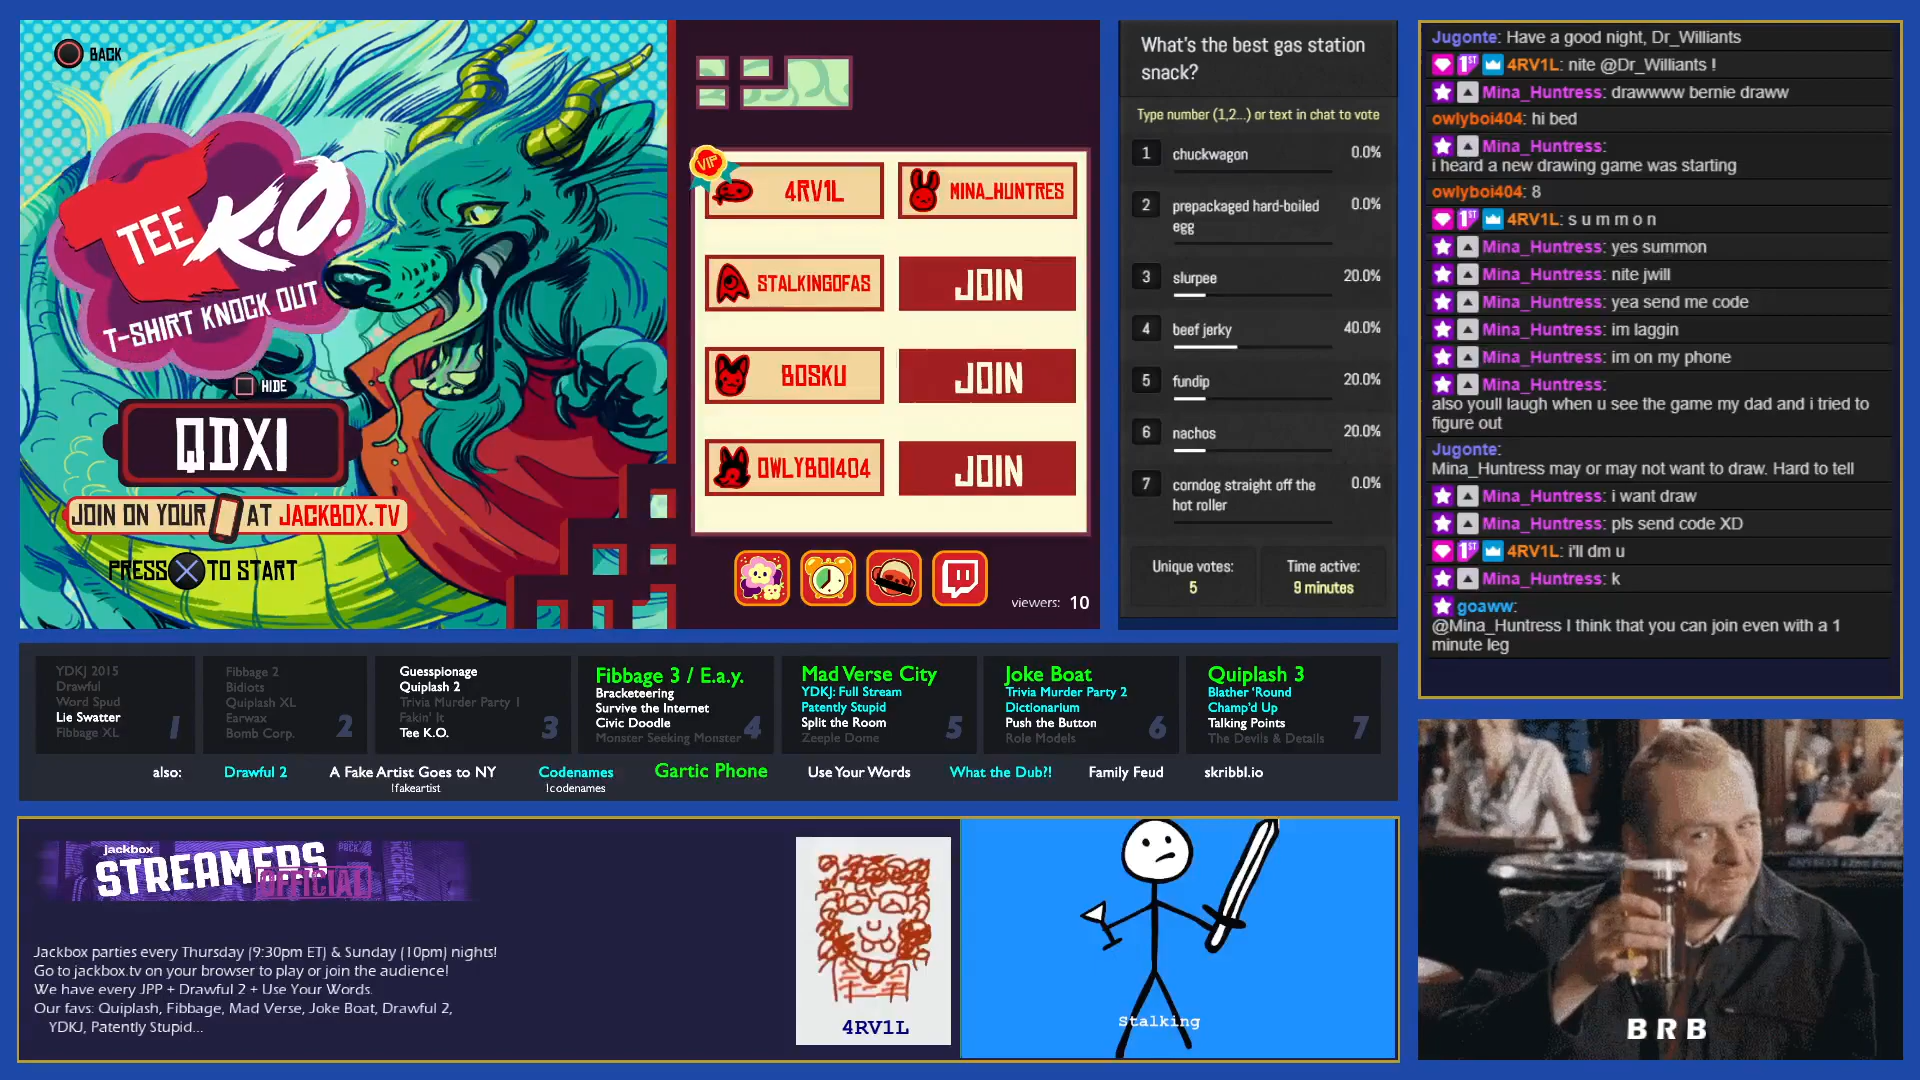 BACK
TEE K.O.
T-SHIRT KNOCK OUT
HIDE
QDXI
JOIN ON YOUR AT JACKBOX.TV
PRESS X TO START
VIP
4RV1L
MINA_HUNTRES
STALKINGOFAS
JOIN
BOSKU
JOIN
OWLYBOI404
JOIN
viewers: 10
What's the best gas station
snack?
Type number (1,2...) or text in chat to vote
1 chuckwagon 0.0%
2 prepackaged hard-boiled 0.0%
egg
3 slurpee 20.0%
4 beef jerky 40.0%
5 fundip 20.0%
6 nachos 20.0%
7 corndog straight off the 0.0%
hot roller
Unique votes:
5
Time active:
9 minutes
Jugonte: Have a good night, Dr_Williants
1ST 4RV1L: nite @Dr_Williants !
Mina_Huntress: drawwww bernie draww
owlyboi404: hi bed
Mina_Huntress:
i heard a new drawing game was starting
owlyboi404: 8
1ST 4RV1L: s u m m o n
Mina_Huntress: yes summon
Mina_Huntress: nite jwill
Mina_Huntress: yea send me code
Mina_Huntress: im laggin
Mina_Huntress: im on my phone
Mina_Huntress:
also youll laugh when u see the game my dad and i tried to
figure out
Jugonte:
Mina_Huntress may or may not want to draw. Hard to tell
Mina_Huntress: i want draw
Mina_Huntress: pls send code XD
1ST 4RV1L: i'll dm u
Mina_Huntress: k
goaww:
@Mina_Huntress I think that you can join even with a 1
minute leg
YDKJ 2015
Drawful
Word Spud
Lie Swatter
Fibbage XL
1
Fibbage 2
Bidiots
Quiplash XL
Earwax
Bomb Corp.
2
Guesspionage
Quiplash 2
Trivia Murder Party 1
Fakin' It
Tee K.O.
3
Fibbage 3 / E.a.y.
Bracketeering
Survive the Internet
Civic Doodle
Monster Seeking Monster
4
Mad Verse City
YDKJ: Full Stream
Patently Stupid
Split the Room
Zeeple Dome
5
Joke Boat
Trivia Murder Party 2
Dictionarium
Push the Button
Role Models
6
Quiplash 3
Blather 'Round
Champ'd Up
Talking Points
The Devils & Details
7
also: Drawful 2 A Fake Artist Goes to NY Codenames Gartic Phone Use Your Words What the Dub?! Family Feud skribbl.io
!fakeartist !codenames
jackbox
STREAMERS
OFFICIAL
Jackbox parties every Thursday (9:30pm ET) & Sunday (10pm) nights!
Go to jackbox.tv on your browser to play or join the audience!
We have every JPP + Drawful 2 + Use Your Words.
Our favs: Quiplash, Fibbage, Mad Verse, Joke Boat, Drawful 2,
YDKJ, Patently Stupid...
4RV1L
Stalking
BRB